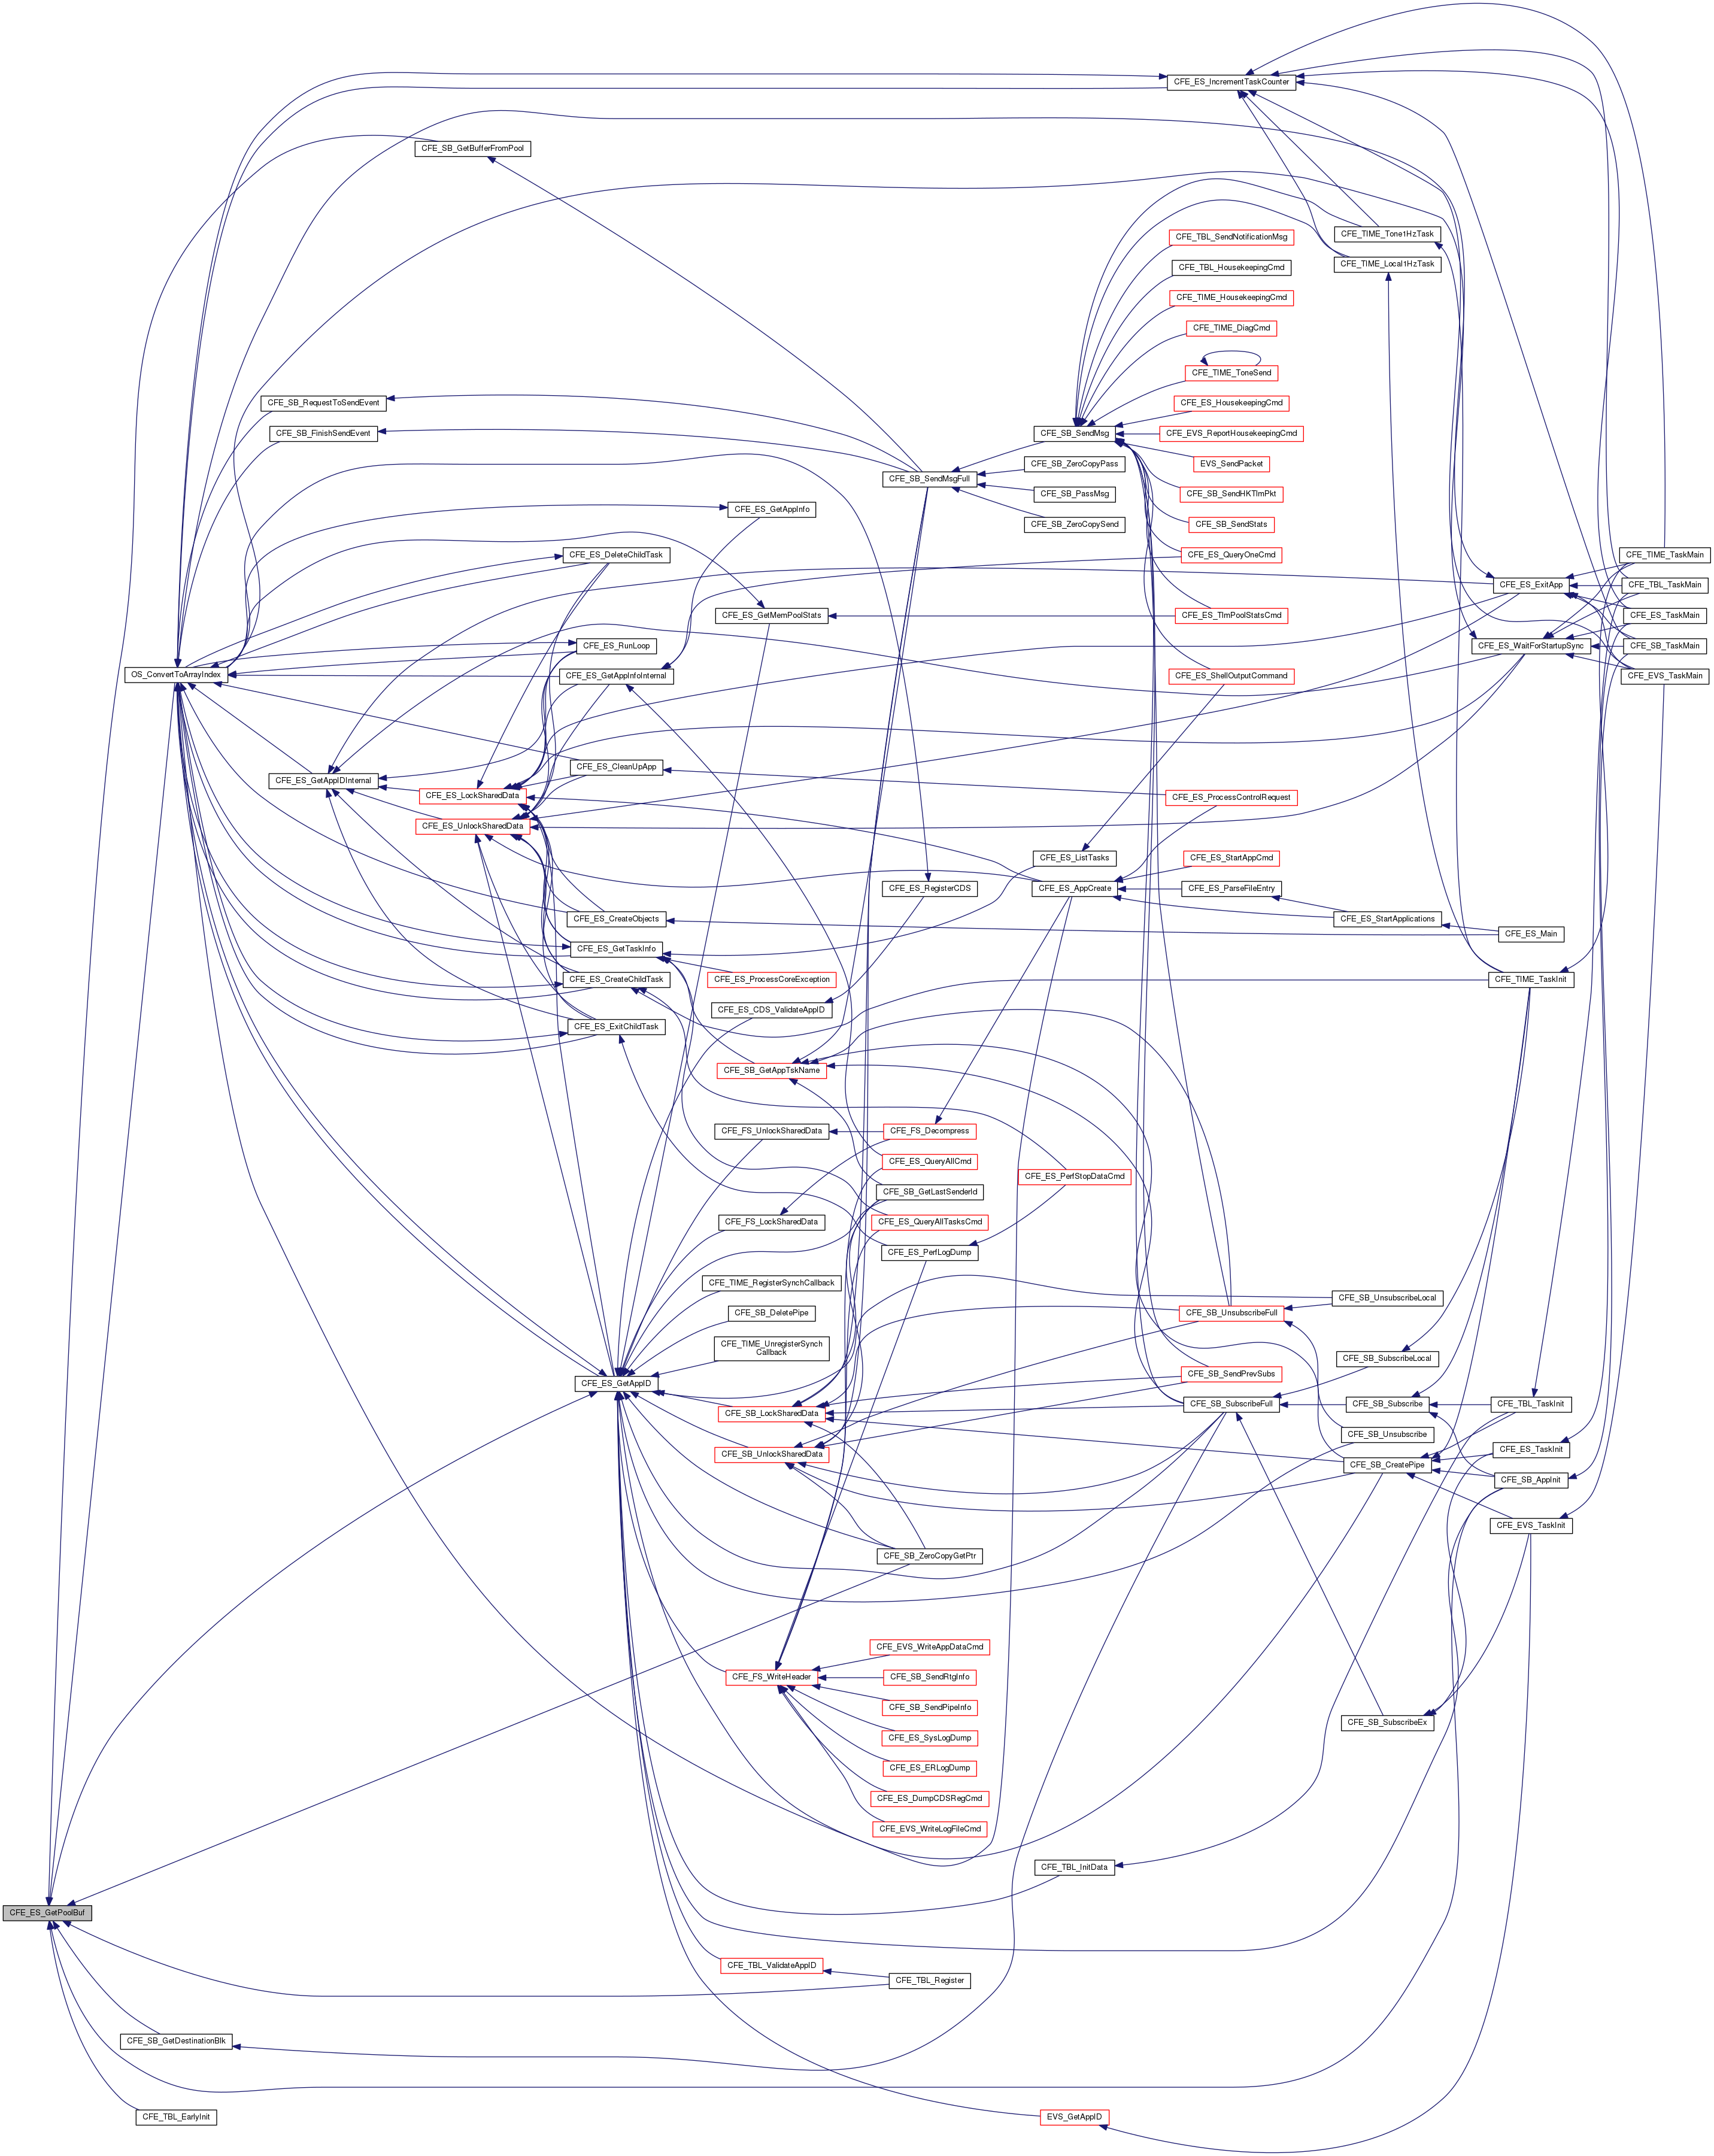 CFE_ES_IncrementTaskCounter
CFE_SB_GetBufferFromPool
CFE_TIME_Tone1HzTask
CFE_TBL_SendNotificationMsg
CFE_TIME_Local1HzTask
CFE_TBL_HousekeepingCmd
CFE_TIME_HousekeepingCmd
CFE_TIME_DiagCmd
CFE_TIME_ToneSend
CFE_SB_RequestToSendEvent
CFE_ES_HousekeepingCmd
CFE_SB_FinishSendEvent
CFE_SB_SendMsg
CFE_EVS_ReportHousekeepingCmd
CFE_SB_ZeroCopyPass
EVS_SendPacket
CFE_SB_SendMsgFull
CFE_SB_PassMsg
CFE_SB_SendHKTlmPkt
CFE_ES_GetAppInfo
CFE_SB_ZeroCopySend
CFE_SB_SendStats
CFE_ES_DeleteChildTask
CFE_ES_QueryOneCmd
CFE_TIME_TaskMain
CFE_ES_ExitApp
CFE_TBL_TaskMain
CFE_ES_GetMemPoolStats
CFE_ES_TlmPoolStatsCmd
CFE_ES_TaskMain
CFE_ES_RunLoop
CFE_ES_WaitForStartupSync
CFE_SB_TaskMain
OS_ConvertToArrayIndex
CFE_ES_GetAppInfoInternal
CFE_ES_ShellOutputCommand
CFE_EVS_TaskMain
CFE_ES_CleanUpApp
CFE_ES_GetAppIDInternal
CFE_ES_LockSharedData
CFE_ES_ProcessControlRequest
CFE_ES_UnlockSharedData
CFE_ES_ListTasks
CFE_ES_StartAppCmd
CFE_ES_RegisterCDS
CFE_ES_AppCreate
CFE_ES_ParseFileEntry
CFE_ES_CreateObjects
CFE_ES_StartApplications
CFE_ES_Main
CFE_ES_GetTaskInfo
CFE_ES_ProcessCoreException
CFE_ES_CreateChildTask
CFE_TIME_TaskInit
CFE_ES_CDS_ValidateAppID
CFE_ES_ExitChildTask
CFE_SB_GetAppTskName
CFE_FS_UnlockSharedData
CFE_FS_Decompress
CFE_ES_QueryAllCmd
CFE_ES_PerfStopDataCmd
CFE_SB_GetLastSenderId
CFE_FS_LockSharedData
CFE_ES_QueryAllTasksCmd
CFE_ES_PerfLogDump
CFE_TIME_RegisterSynchCallback
CFE_SB_UnsubscribeLocal
CFE_SB_DeletePipe
CFE_SB_UnsubscribeFull
CFE_TIME_UnregisterSynch
Callback
CFE_SB_SubscribeLocal
CFE_ES_GetAppID
CFE_SB_SendPrevSubs
CFE_SB_LockSharedData
CFE_SB_SubscribeFull
CFE_SB_Subscribe
CFE_TBL_TaskInit
CFE_SB_Unsubscribe
CFE_SB_UnlockSharedData
CFE_ES_TaskInit
CFE_SB_CreatePipe
CFE_SB_AppInit
CFE_EVS_TaskInit
CFE_SB_ZeroCopyGetPtr
CFE_EVS_WriteAppDataCmd
CFE_FS_WriteHeader
CFE_SB_SendRtgInfo
CFE_SB_SendPipeInfo
CFE_SB_SubscribeEx
CFE_ES_SysLogDump
CFE_ES_ERLogDump
CFE_ES_DumpCDSRegCmd
CFE_EVS_WriteLogFileCmd
CFE_TBL_InitData
CFE_ES_GetPoolBuf
CFE_TBL_ValidateAppID
CFE_TBL_Register
CFE_SB_GetDestinationBlk
CFE_TBL_EarlyInit
EVS_GetAppID